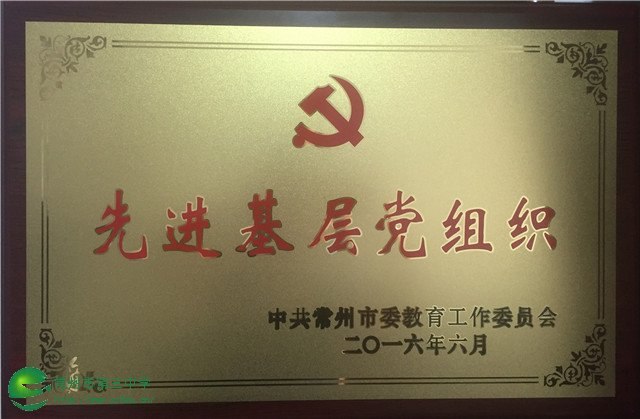 先进基层党组织
中共常州市委教育工作委员会
二〇一六年六月